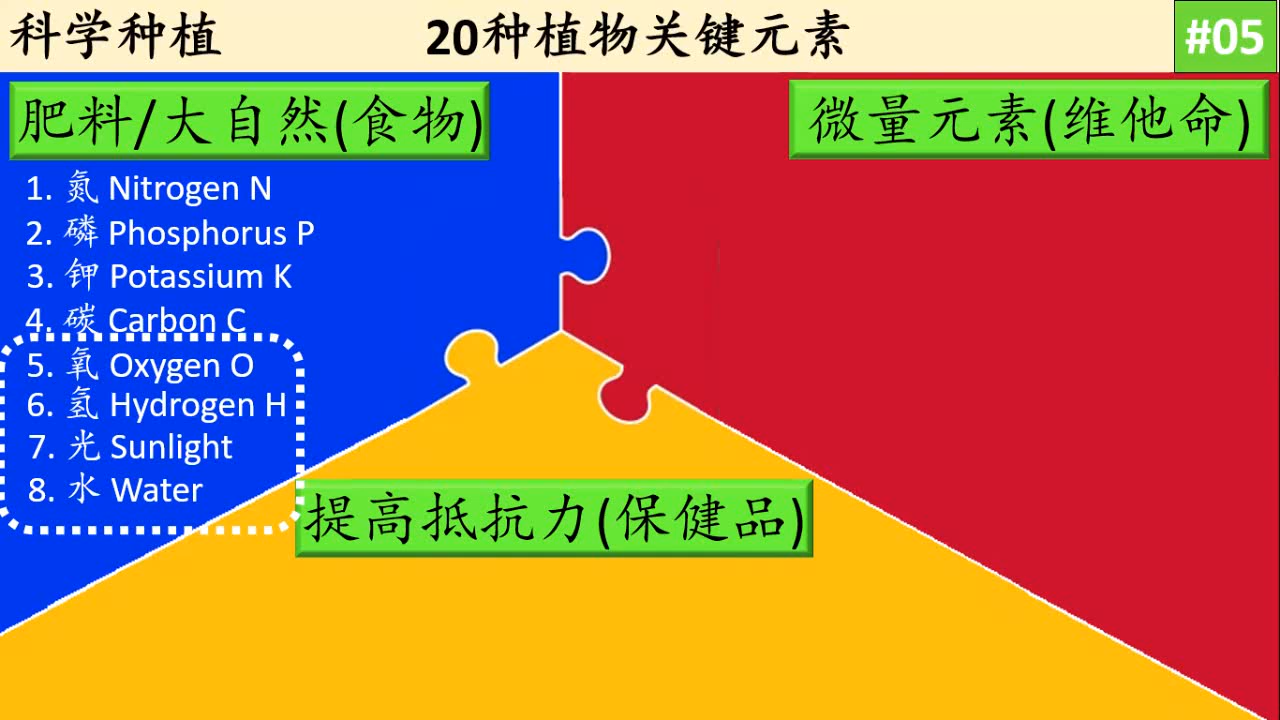 科学种植
20种植物关键元素
#05
肥料/大自然(食物)
微量元素(维他命)
1. 氮 Nitrogen N
2. 磷 Phosphorus P
3. 钾 Potassium K
4. 碳 Carbon C
5. 氧 Oxygen O
6. 氢 Hydrogen H
7. 光 Sunlight
8. 水 Water
提高抵抗力(保健品)